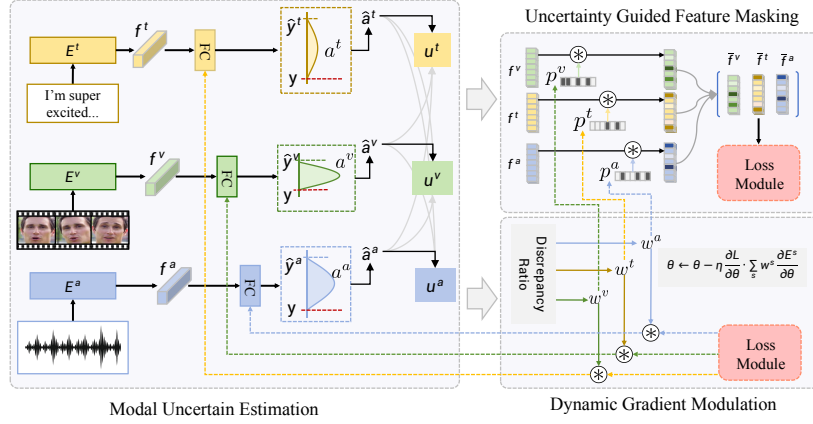 Uncertainty Guided Feature Masking
E^t
f^t
FC
ŷ^t
a^t
y
â^t
u^t
I'm super
excited...
E^v
f^v
FC
ŷ^v
a^v
y
â^v
u^v
E^a
f^a
FC
ŷ^a
a^a
y
â^a
u^a
Modal Uncertain Estimation
f^v
p^v
f^t
p^t
f^a
p^a
f̄^v f̄^t f̄^a
Loss
Module
Discrepancy
Ratio
w^a
w^t
w^v
θ ← θ − η ∂L/∂θ · ∑_s w^s ∂E^s/∂θ
Loss
Module
Dynamic Gradient Modulation